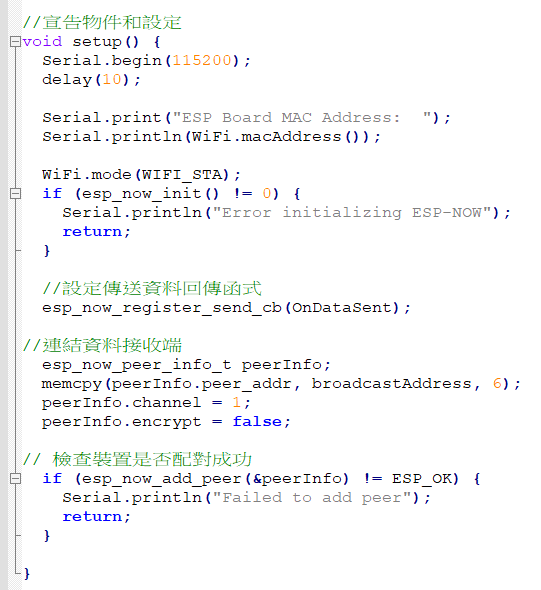 //宣告物件和設定
void setup() {
  Serial.begin(115200);
  delay(10);

  Serial.print("ESP Board MAC Address:  ");
  Serial.println(WiFi.macAddress());

  WiFi.mode(WIFI_STA);
  if (esp_now_init() != 0) {
    Serial.println("Error initializing ESP-NOW");
    return;
  }

  //設定傳送資料回傳函式
  esp_now_register_send_cb(OnDataSent);

//連結資料接收端
  esp_now_peer_info_t peerInfo;
  memcpy(peerInfo.peer_addr, broadcastAddress, 6);
  peerInfo.channel = 1;
  peerInfo.encrypt = false;

// 檢查裝置是否配對成功
  if (esp_now_add_peer(&peerInfo) != ESP_OK) {
    Serial.println("Failed to add peer");
    return;
  }

}